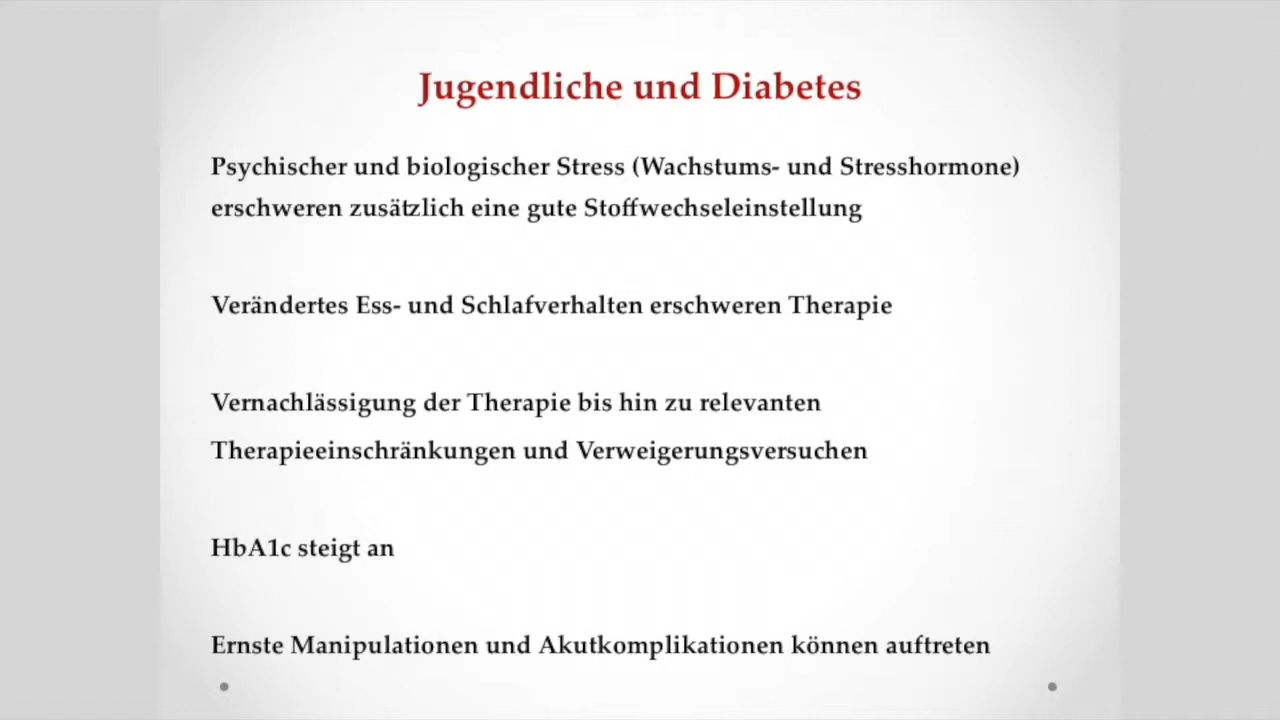 Jugendliche und Diabetes
Psychischer und biologischer Stress (Wachstums- und Stresshormone)
erschweren zusätzlich eine gute Stoffwechseleinstellung
Verändertes Ess- und Schlafverhalten erschweren Therapie
Vernachlässigung der Therapie bis hin zu relevanten
Therapieeinschränkungen und Verweigerungsversuchen
HbA1c steigt an
Ernste Manipulationen und Akutkomplikationen können auftreten